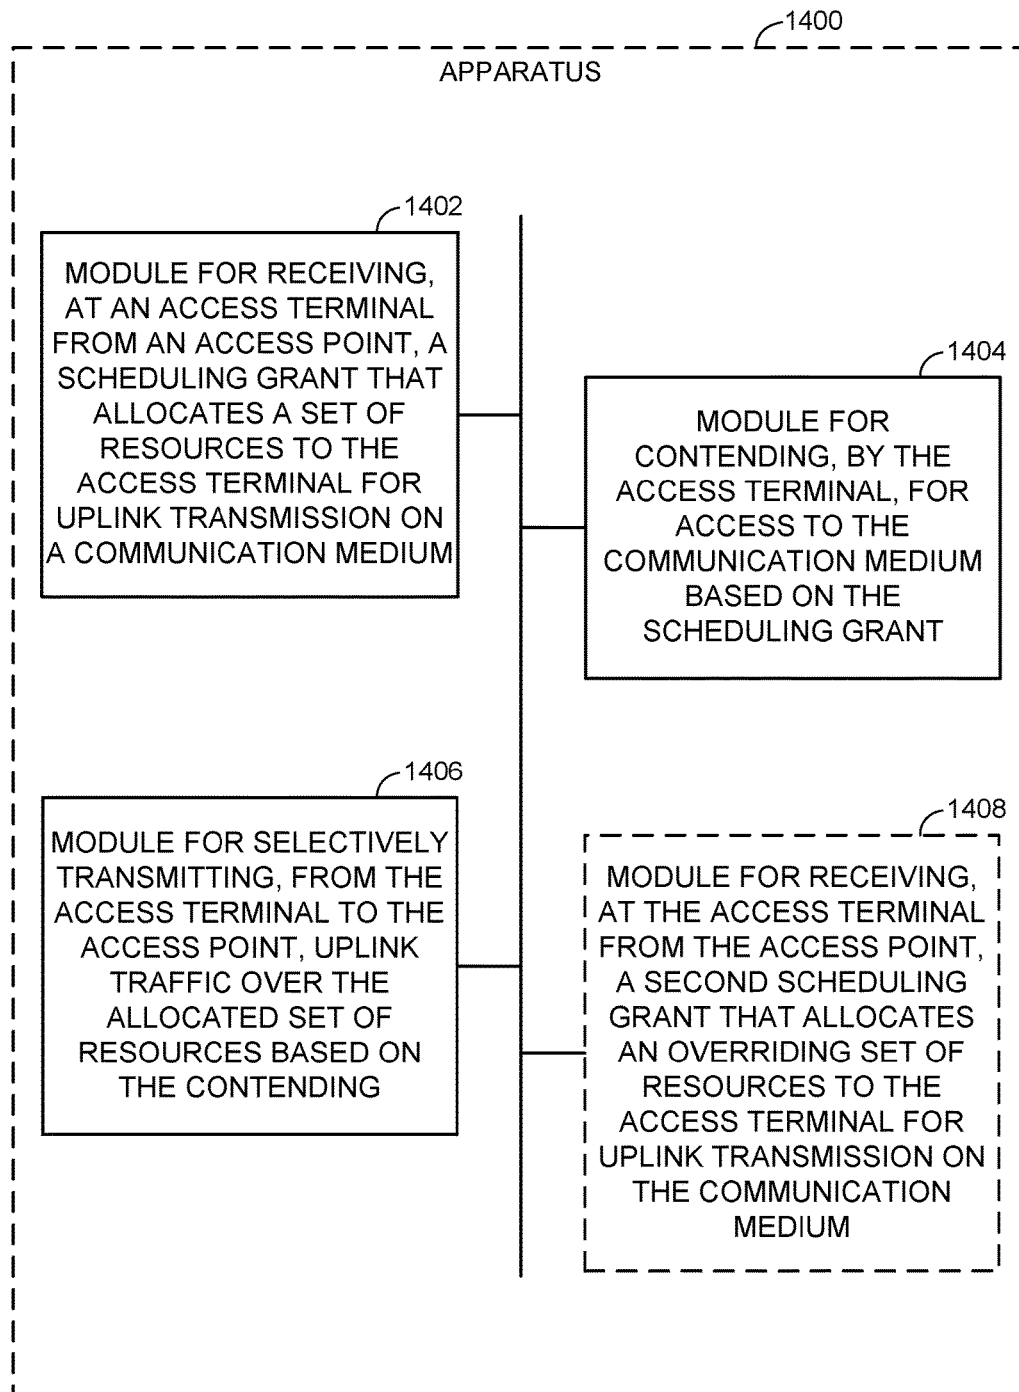 1400
APPARATUS
1402
MODULE FOR RECEIVING,
AT AN ACCESS TERMINAL
FROM AN ACCESS POINT, A
SCHEDULING GRANT THAT
ALLOCATES A SET OF
RESOURCES TO THE
ACCESS TERMINAL FOR
UPLINK TRANSMISSION ON
A COMMUNICATION MEDIUM
1404
MODULE FOR
CONTENDING, BY THE
ACCESS TERMINAL, FOR
ACCESS TO THE
COMMUNICATION MEDIUM
BASED ON THE
SCHEDULING GRANT
1406
MODULE FOR SELECTIVELY
TRANSMITTING, FROM THE
ACCESS TERMINAL TO THE
ACCESS POINT, UPLINK
TRAFFIC OVER THE
ALLOCATED SET OF
RESOURCES BASED ON
THE CONTENDING
1408
MODULE FOR RECEIVING,
AT THE ACCESS TERMINAL
FROM THE ACCESS POINT,
A SECOND SCHEDULING
GRANT THAT ALLOCATES
AN OVERRIDING SET OF
RESOURCES TO THE
ACCESS TERMINAL FOR
UPLINK TRANSMISSION ON
THE COMMUNICATION
MEDIUM